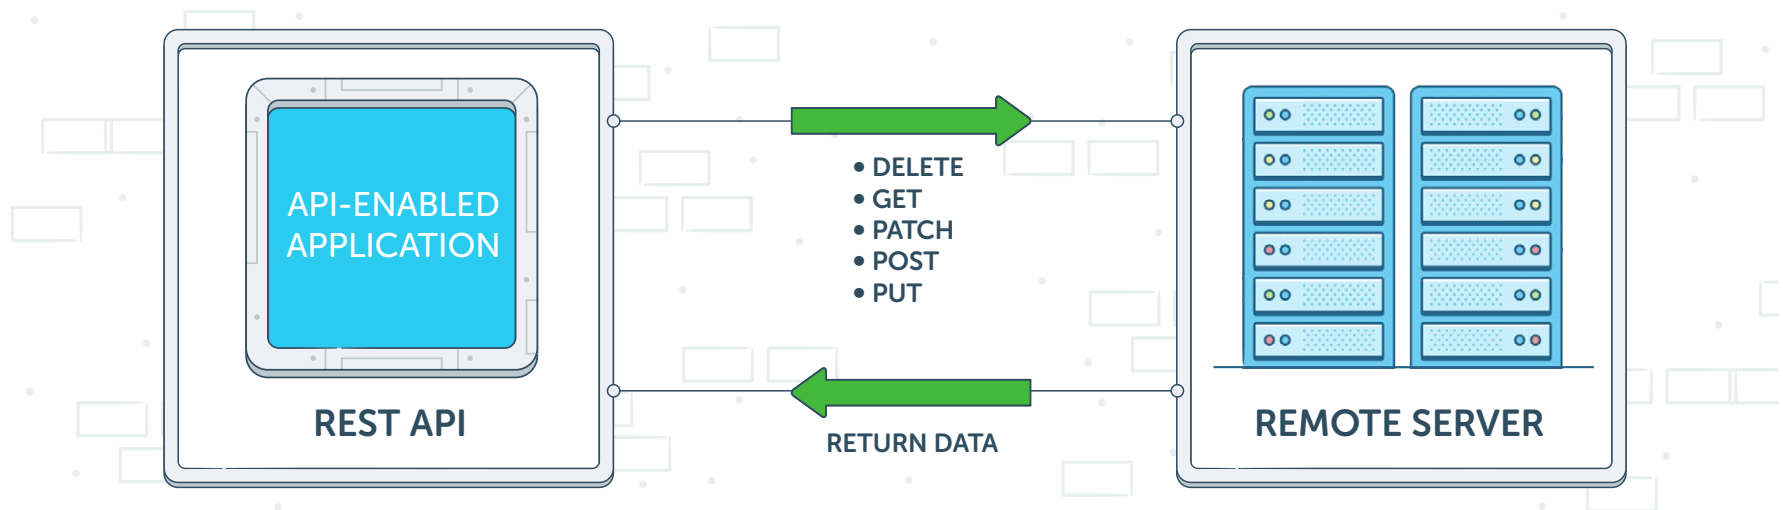 API-ENABLED
APPLICATION
REST API
• DELETE
• GET
• PATCH
• POST
• PUT
RETURN DATA
REMOTE SERVER